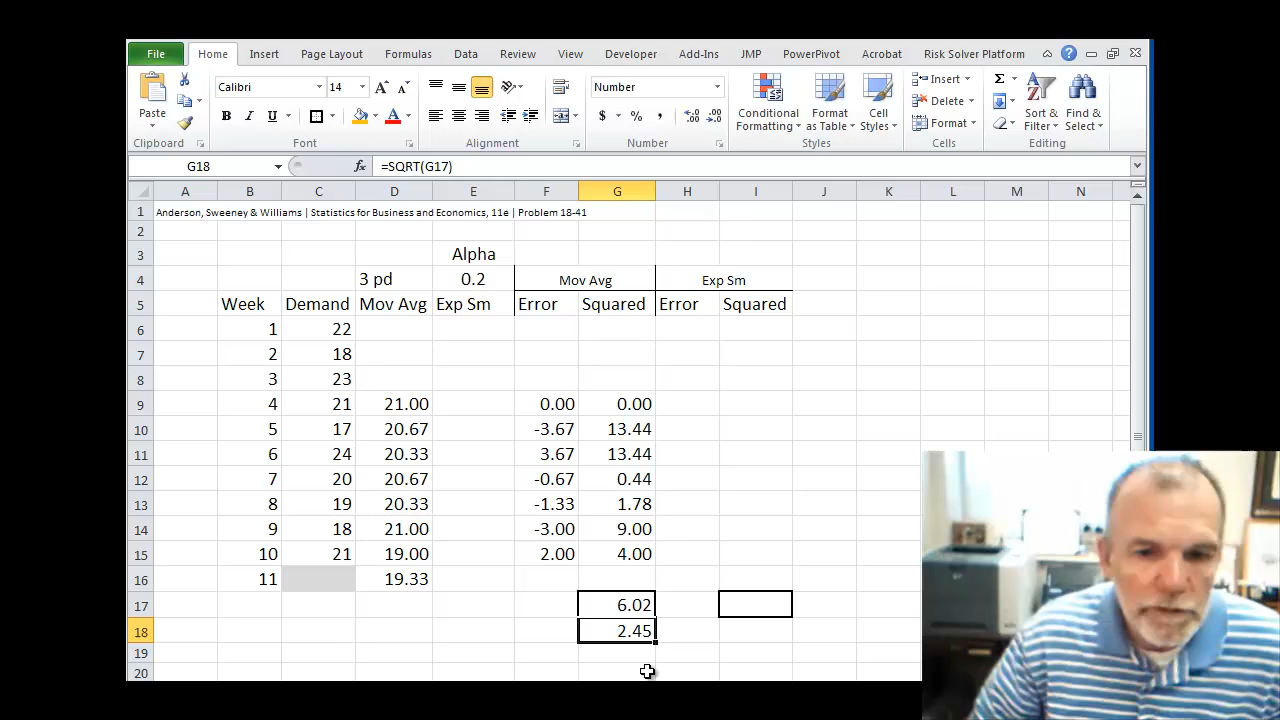 File Home Insert Page Layout Formulas Data Review View Developer Add-Ins JMP PowerPivot Acrobat Risk Solver Platform
Calibri 11 A A Number Insert Σ
Paste B I U A $ % , Conditional Formatting Format as Table Cell Styles Delete Format Sort & Filter Find & Select
Clipboard Font Alignment Number Styles Cells Editing
G18 fx =SQRT(G17)
A B C D E F G H I J K L M N
1 Anderson, Sweeney & Williams | Statistics for Business and Economics, 11e | Problem 18-41
2
3 Alpha
4 3 pd 0.2 Mov Avg Exp Sm
5 Week Demand Mov Avg Exp Sm Error Squared Error Squared
6 1 22
7 2 18
8 3 23
9 4 21 21.00 0.00 0.00
10 5 17 20.67 -3.67 13.44
11 6 24 20.33 3.67 13.44
12 7 20 20.67 -0.67 0.44
13 8 19 20.33 -1.33 1.78
14 9 18 21.00 -3.00 9.00
15 10 21 19.00 2.00 4.00
16 11 19.33
17 6.02
18 2.45
19
20